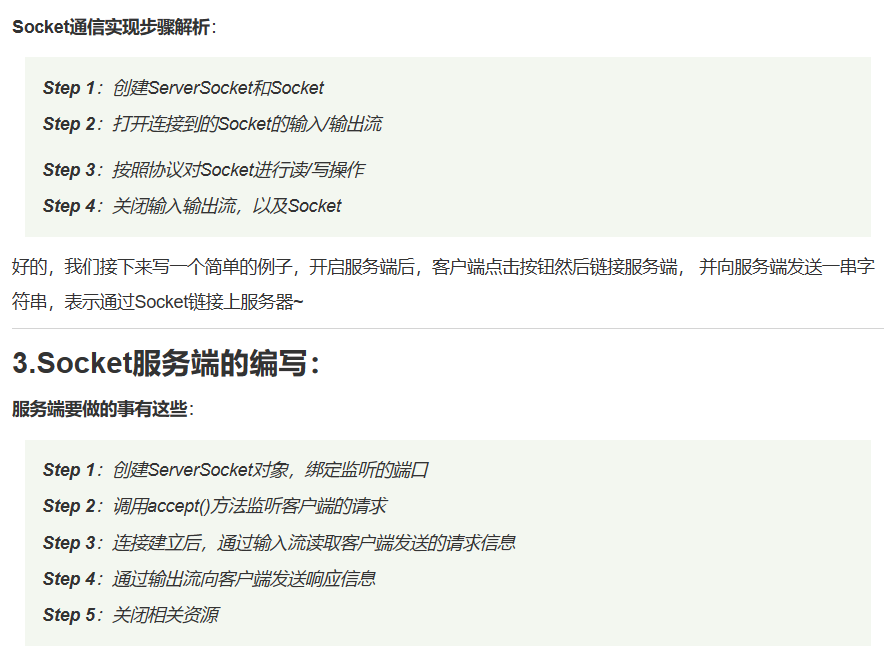 Socket通信实现步骤解析：
Step 1：创建ServerSocket和Socket
Step 2：打开连接到的Socket的输入/输出流
Step 3：按照协议对Socket进行读/写操作
Step 4：关闭输入输出流，以及Socket
好的，我们接下来写一个简单的例子，开启服务端后，客户端点击按钮然后链接服务端， 并向服务端发送一串字
符串，表示通过Socket链接上服务器~
3.Socket服务端的编写：
服务端要做的事有这些：
Step 1：创建ServerSocket对象，绑定监听的端口
Step 2：调用accept()方法监听客户端的请求
Step 3：连接建立后，通过输入流读取客户端发送的请求信息
Step 4：通过输出流向客户端发送响应信息
Step 5：关闭相关资源